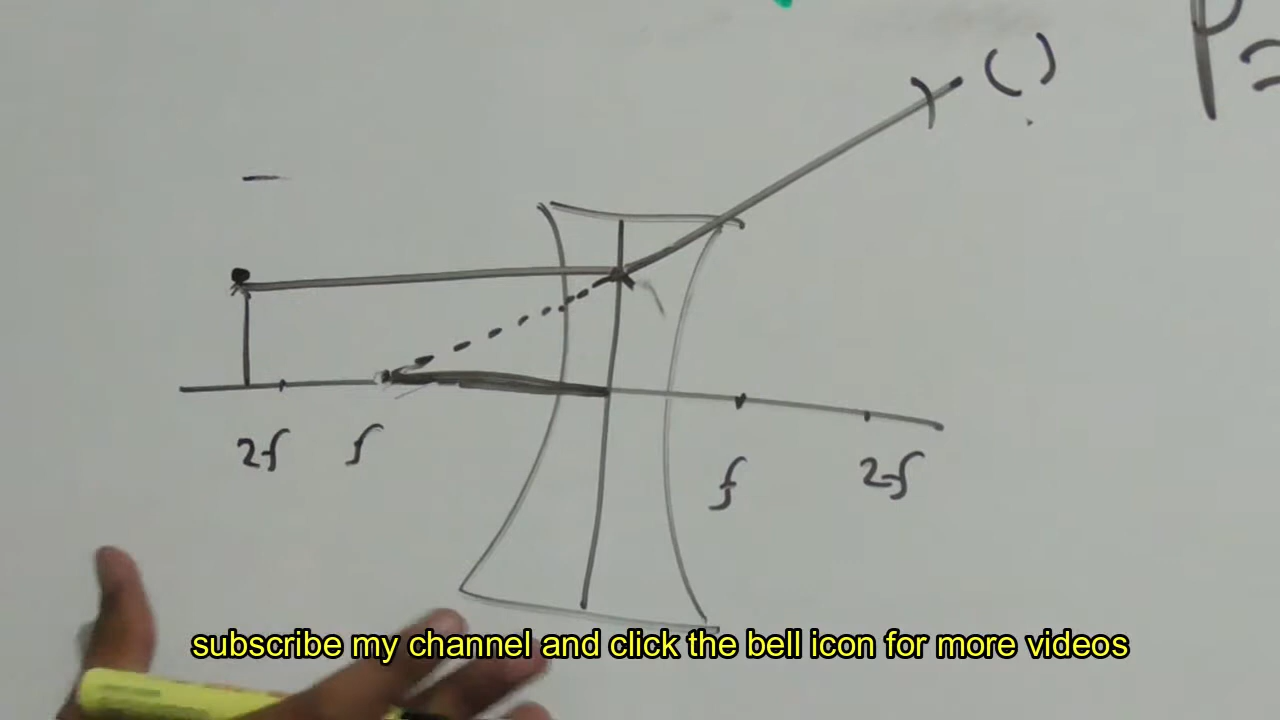 P=
2f f f 2f
subscribe my channel and click the bell icon for more videos